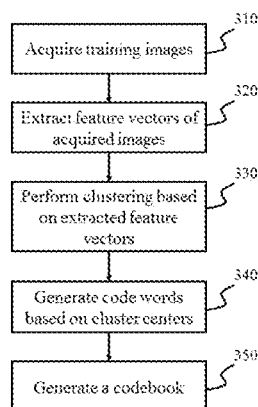 310
Acquire training images
320
Extract feature vectors of
acquired images
330
Perform clustering based
on extracted feature
vectors
340
Generate code words
based on cluster centers
350
Generate a codebook